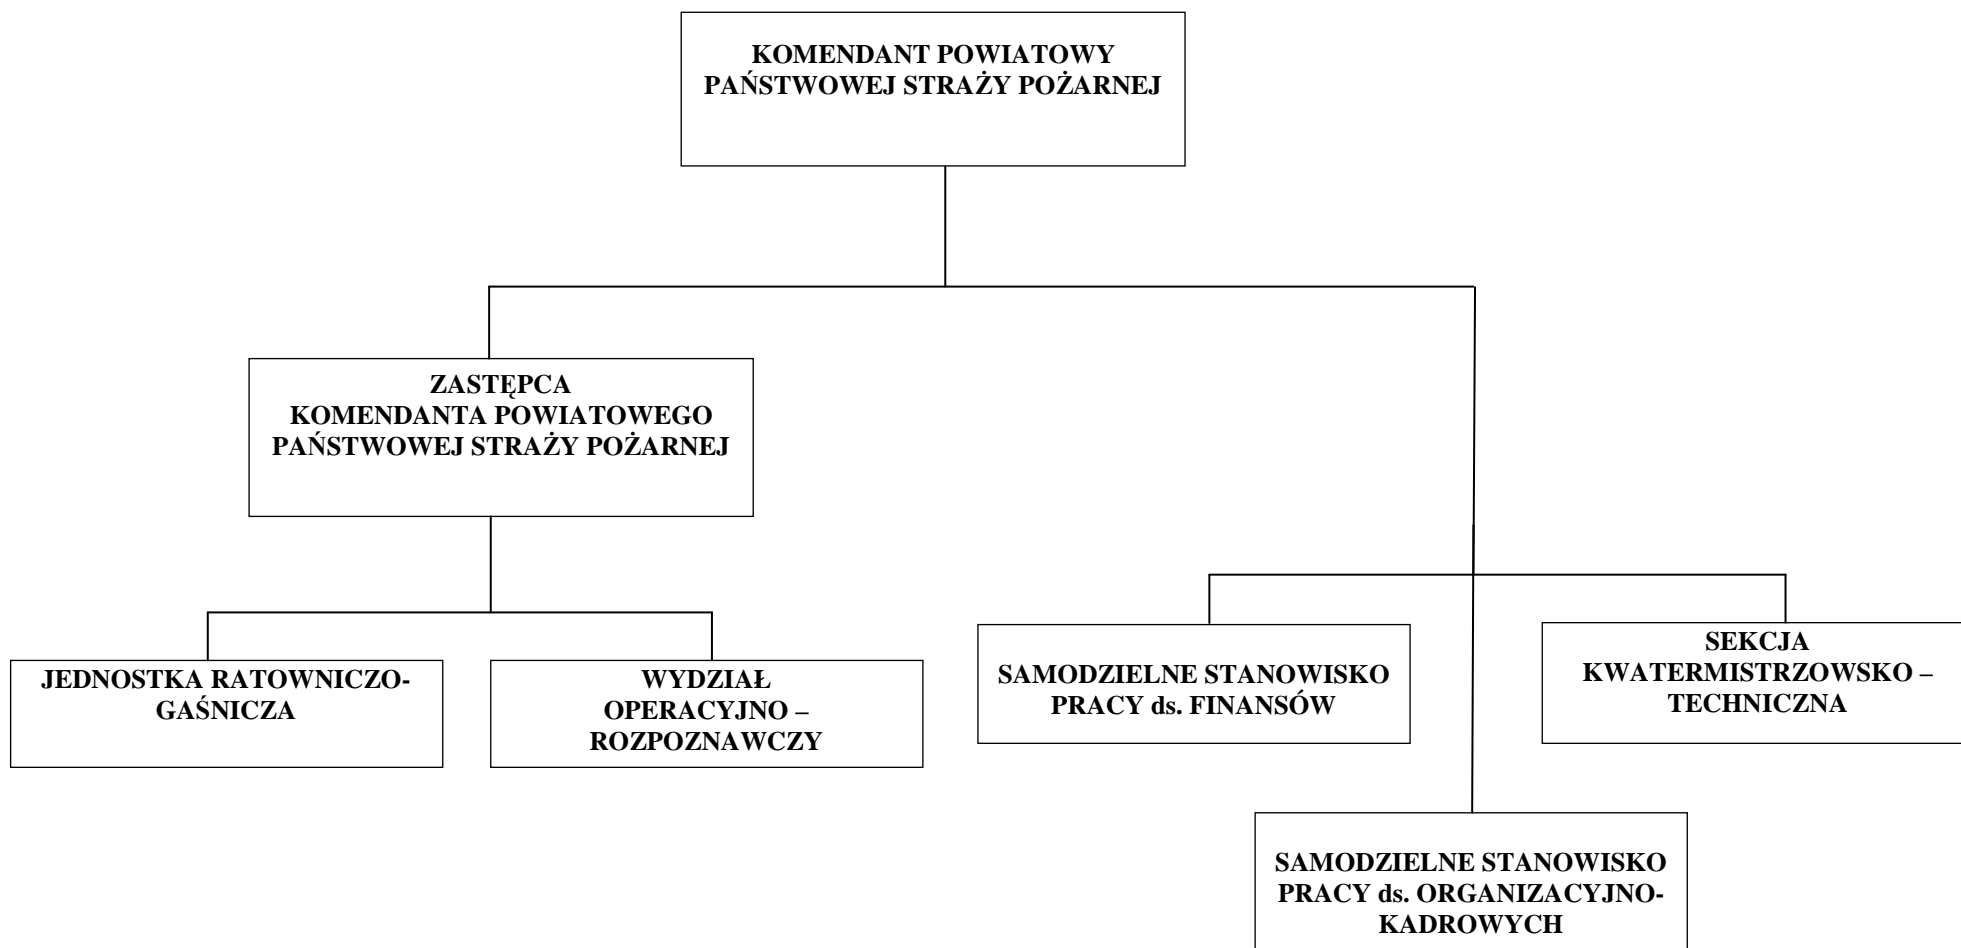 KOMENDANT POWIATOWY
PAŃSTWOWEJ STRAŻY POŻARNEJ
ZASTĘPCA
KOMENDANTA POWIATOWEGO
PAŃSTWOWEJ STRAŻY POŻARNEJ
JEDNOSTKA RATOWNICZO-
GAŚNICZA
WYDZIAŁ
OPERACYJNO –
ROZPOZNAWCZY
SAMODZIELNE STANOWISKO
PRACY ds. FINANSÓW
SEKCJA
KWATERMISTRZOWSKO –
TECHNICZNA
SAMODZIELNE STANOWISKO
PRACY ds. ORGANIZACYJNO-
KADROWYCH